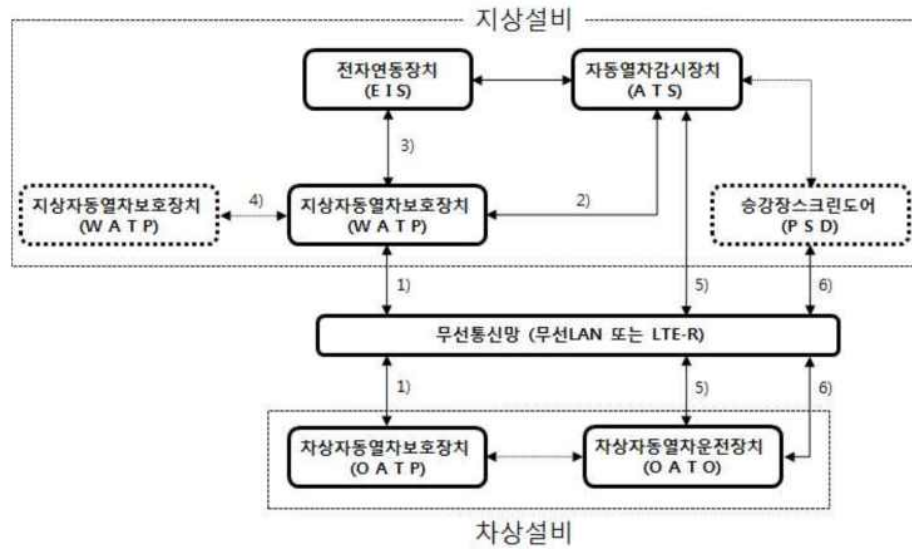 지상설비
전자연동장치
(E I S)
자동열차감시장치
(A T S)
3)
4)
2)
지상자동열차보호장치
(W A T P)
지상자동열차보호장치
(W A T P)
승강장스크린도어
(P S D)
1)
5)
6)
무선통신망 (무선LAN 또는 LTE-R)
1)
5)
6)
차상자동열차보호장치
(O A T P)
차상자동열차운전장치
(O A T O)
차상설비